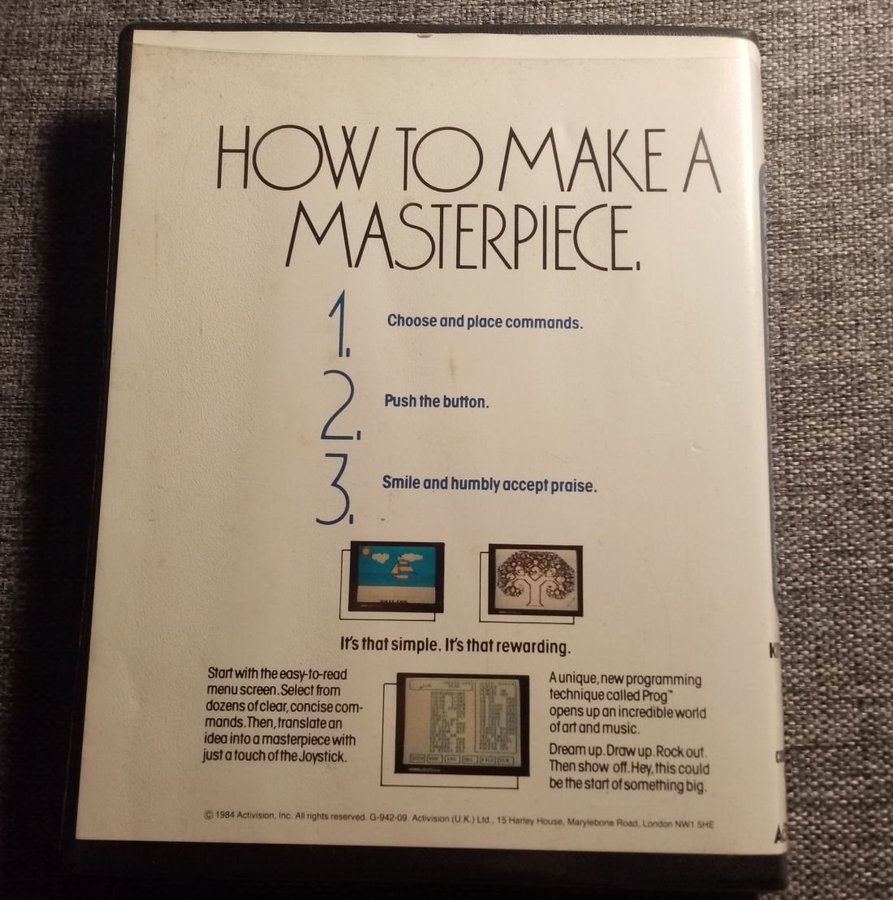 HOW TO MAKE A
MASTERPIECE.
1. Choose and place commands.
2. Push the button.
3. Smile and humbly accept praise.
It's that simple. It's that rewarding.
Start with the easy-to-read
menu screen. Select from
dozens of clear, concise com-
mands. Then, translate an
idea into a masterpiece with
just a touch of the Joystick.
A unique, new programming
technique called Prog™
opens up an incredible world
of art and music.
Dream up. Draw up. Rock out.
Then show off. Hey, this could
be the start of something big.
© 1984 Activision, Inc. All rights reserved. G-942-09. Activision (U.K.) Ltd., 15 Harley House, Marylebone Road, London NW1 5HE